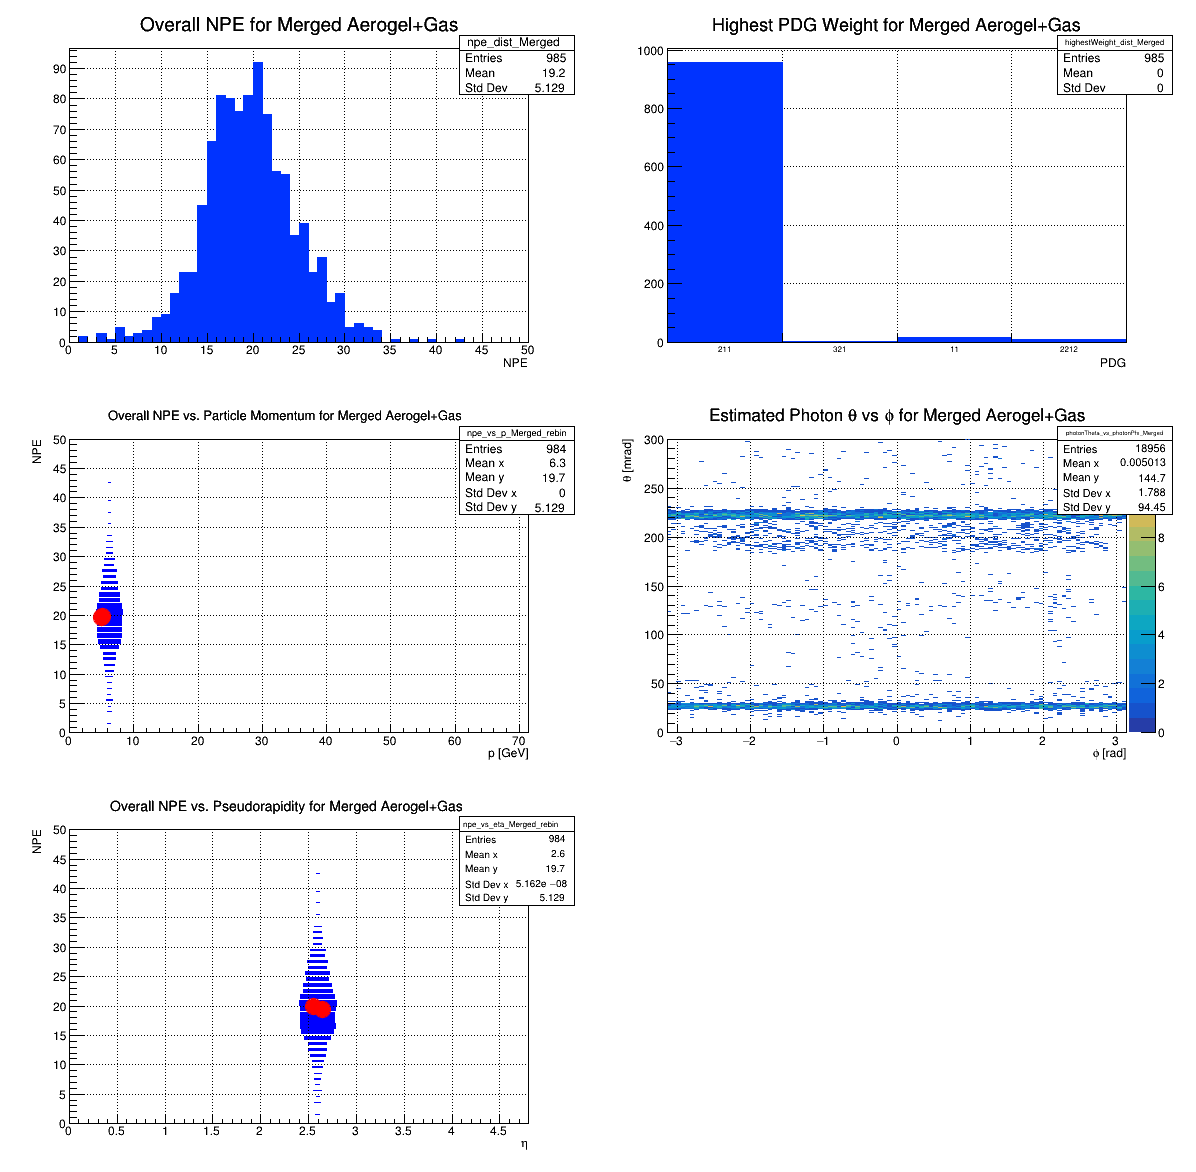 Overall NPE for Merged Aerogel+Gas
npe_dist_Merged
Entries 985
Mean 19.2
Std Dev 5.129
90
80
70
60
50
40
30
20
10
0
0 5 10 15 20 25 30 35 40 45 50
NPE
Highest PDG Weight for Merged Aerogel+Gas
highestWeight_dist_Merged
Entries 985
Mean 0
Std Dev 0
1000
800
600
400
200
0
211 321 11 2212
PDG
Overall NPE vs. Particle Momentum for Merged Aerogel+Gas
npe_vs_p_Merged_rebin
Entries 984
Mean x 6.3
Mean y 19.7
Std Dev x 0
Std Dev y 5.129
NPE
50
45
40
35
30
25
20
15
10
5
0
0 10 20 30 40 50 60 70
p [GeV]
Estimated Photon θ vs ϕ for Merged Aerogel+Gas
photonTheta_vs_photonPhi_Merged
Entries 18956
Mean x 0.005013
Mean y 144.7
Std Dev x 1.788
Std Dev y 94.45
θ [mrad]
300
250
200
150
100
50
0
−3 −2 −1 0 1 2 3
ϕ [rad]
8
6
4
2
0
Overall NPE vs. Pseudorapidity for Merged Aerogel+Gas
npe_vs_eta_Merged_rebin
Entries 984
Mean x 2.6
Mean y 19.7
Std Dev x 5.162e −08
Std Dev y 5.129
NPE
50
45
40
35
30
25
20
15
10
5
0
0 0.5 1 1.5 2 2.5 3 3.5 4 4.5
η